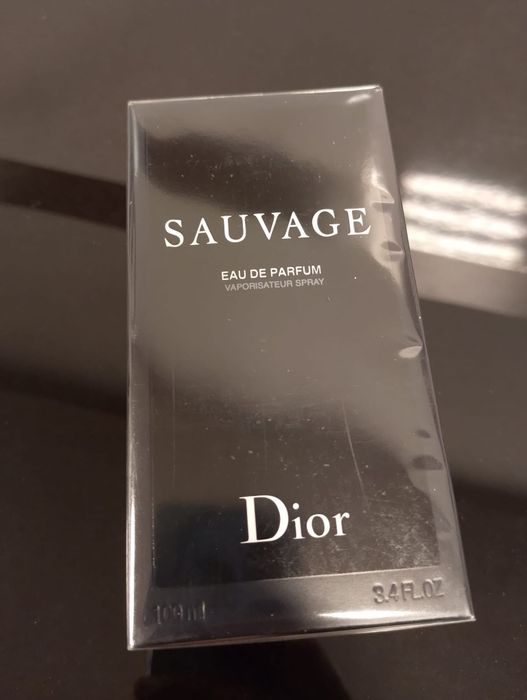 SAUVAGE
EAU DE PARFUM
VAPORISATEUR SPRAY
Dior
100 ml 3.4 FL.OZ